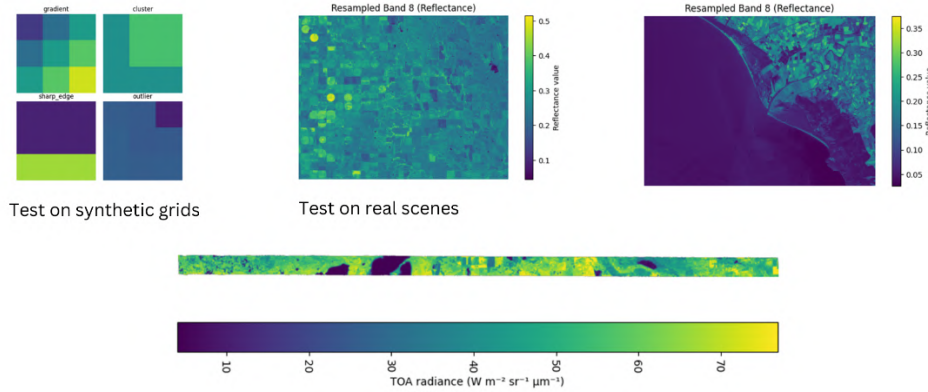 gradient
cluster
sharp_edge
outlier
Test on synthetic grids
Resampled Band 8 (Reflectance)
0.5
0.4
0.3
0.2
0.1
Reflectance value
Test on real scenes
Resampled Band 8 (Reflectance)
0.35
0.30
0.25
0.20
0.15
0.10
0.05
Reflectance value
10
20
30
40
50
60
70
TOA radiance (W m⁻² sr⁻¹ μm⁻¹)